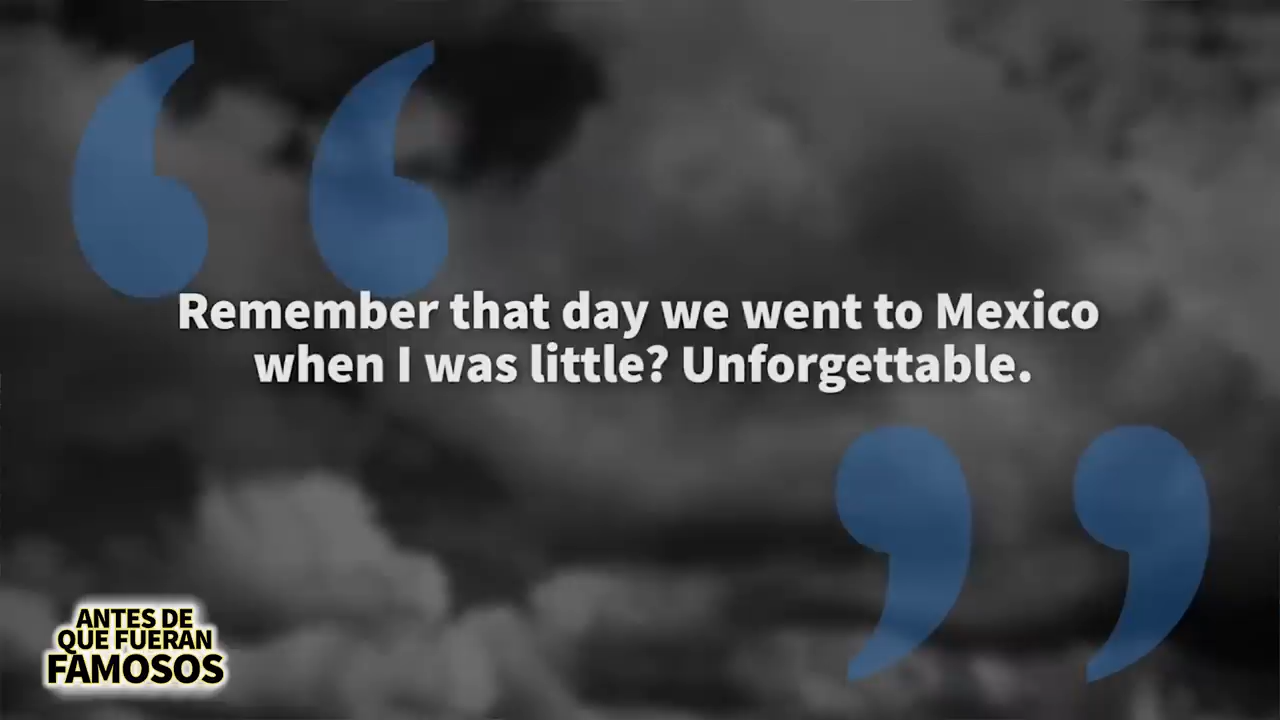 Remember that day we went to Mexico
when I was little? Unforgettable.
ANTES DE
QUE FUERAN
FAMOSOS